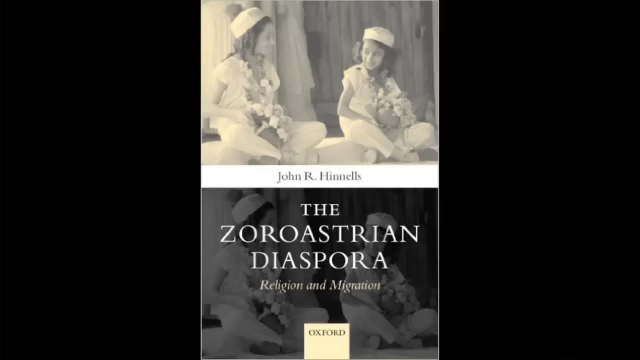 John R. Hinnells
THE
ZOROASTRIAN
DIASPORA
Religion and Migration
OXFORD